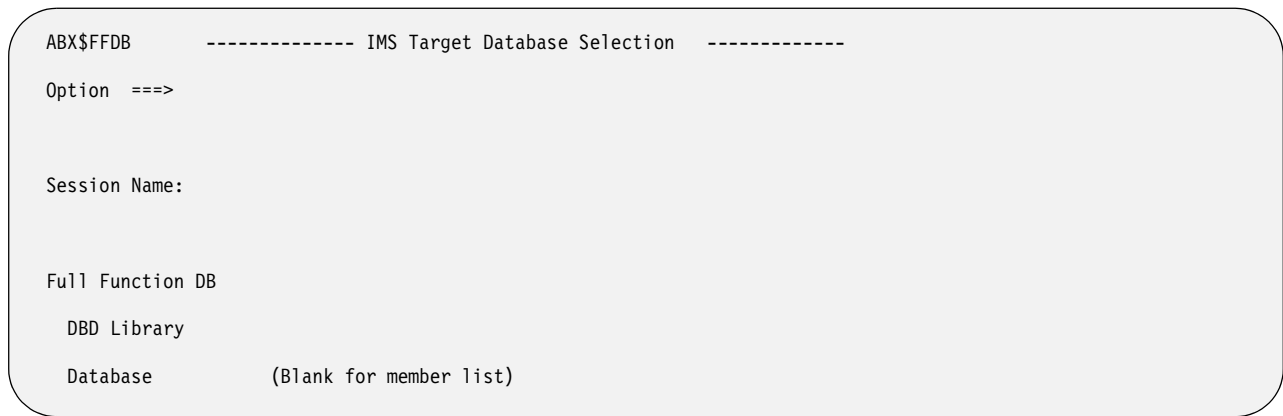 ABX$FFDB -------------- IMS Target Database Selection -------------
Option ===>
Session Name:
Full Function DB
DBD Library
Database (Blank for member list)